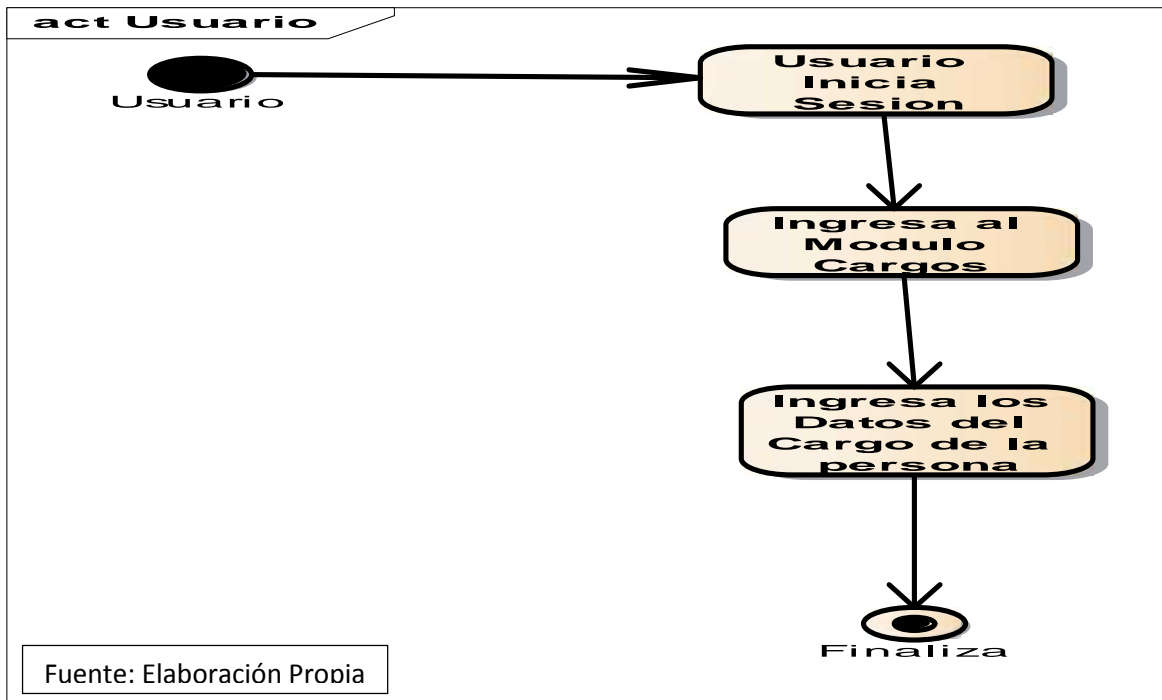 act Usuario
Usuario
Usuario
Inicia
Sesion
Ingresa al
Modulo
Cargos
Ingresa los
Datos del
Cargo de la
persona
Finaliza
Fuente: Elaboración Propia